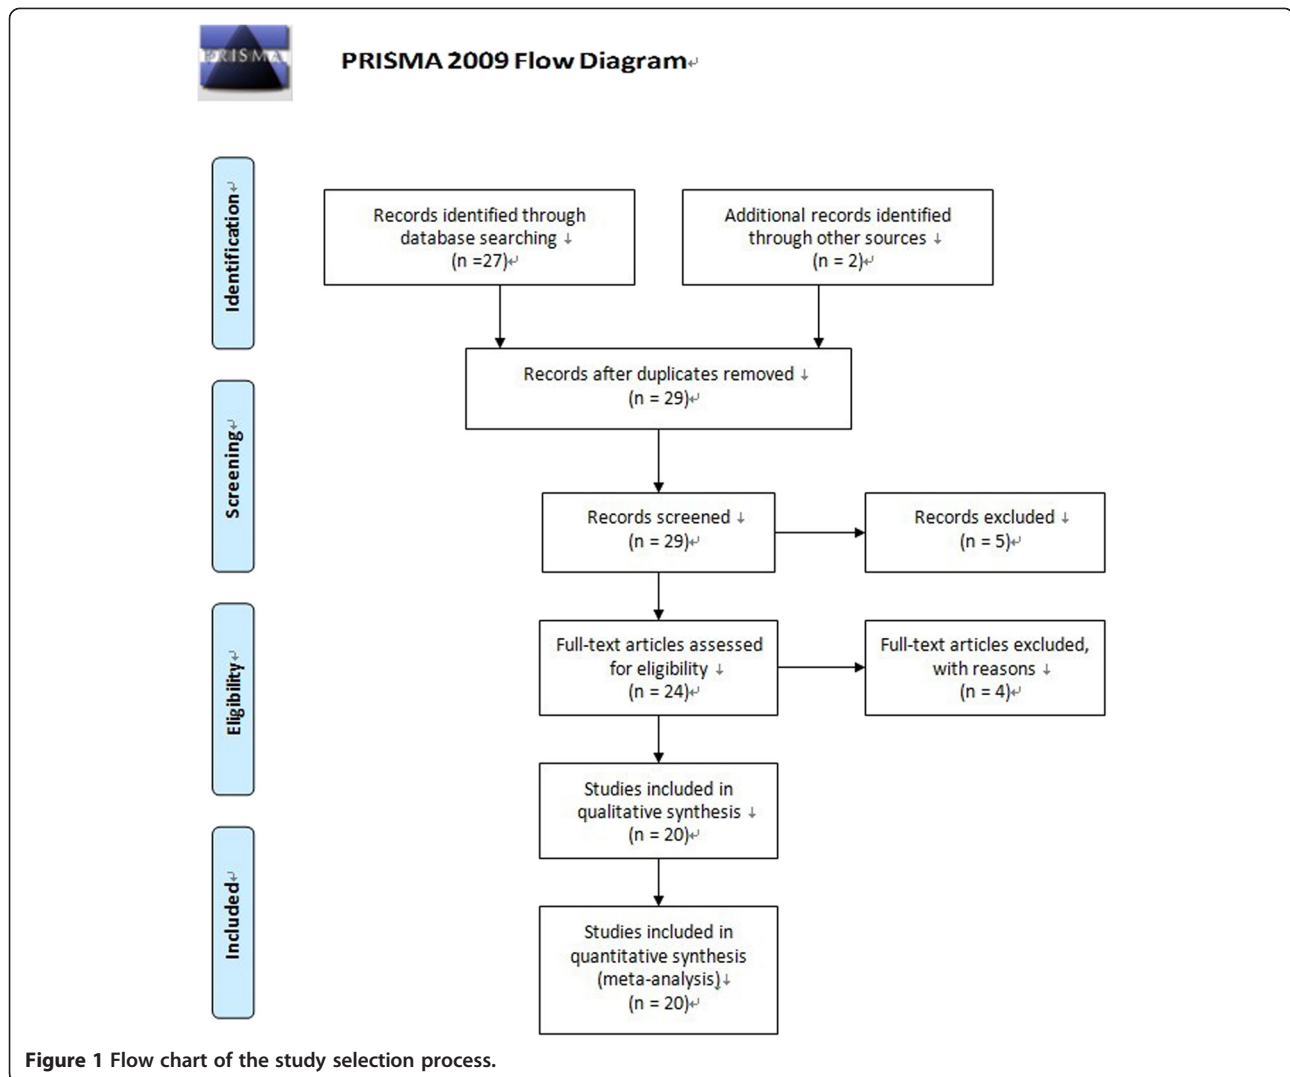 PRISMA
PRISMA 2009 Flow Diagram↵
Identification↵
Records identified through
database searching ↓
(n =27)↵
Additional records identified
through other sources ↓
(n = 2)↵
Records after duplicates removed ↓
(n = 29)↵
Screening↵
Records screened ↓
(n = 29)↵
Records excluded ↓
(n = 5)↵
Eligibility↵
Full-text articles assessed
for eligibility ↓
(n = 24)↵
Full-text articles excluded,
with reasons ↓
(n = 4)↵
Studies included in
qualitative synthesis ↓
(n = 20)↵
Included↵
Studies included in
quantitative synthesis
(meta-analysis)↓
(n = 20)↵
Figure 1 Flow chart of the study selection process.